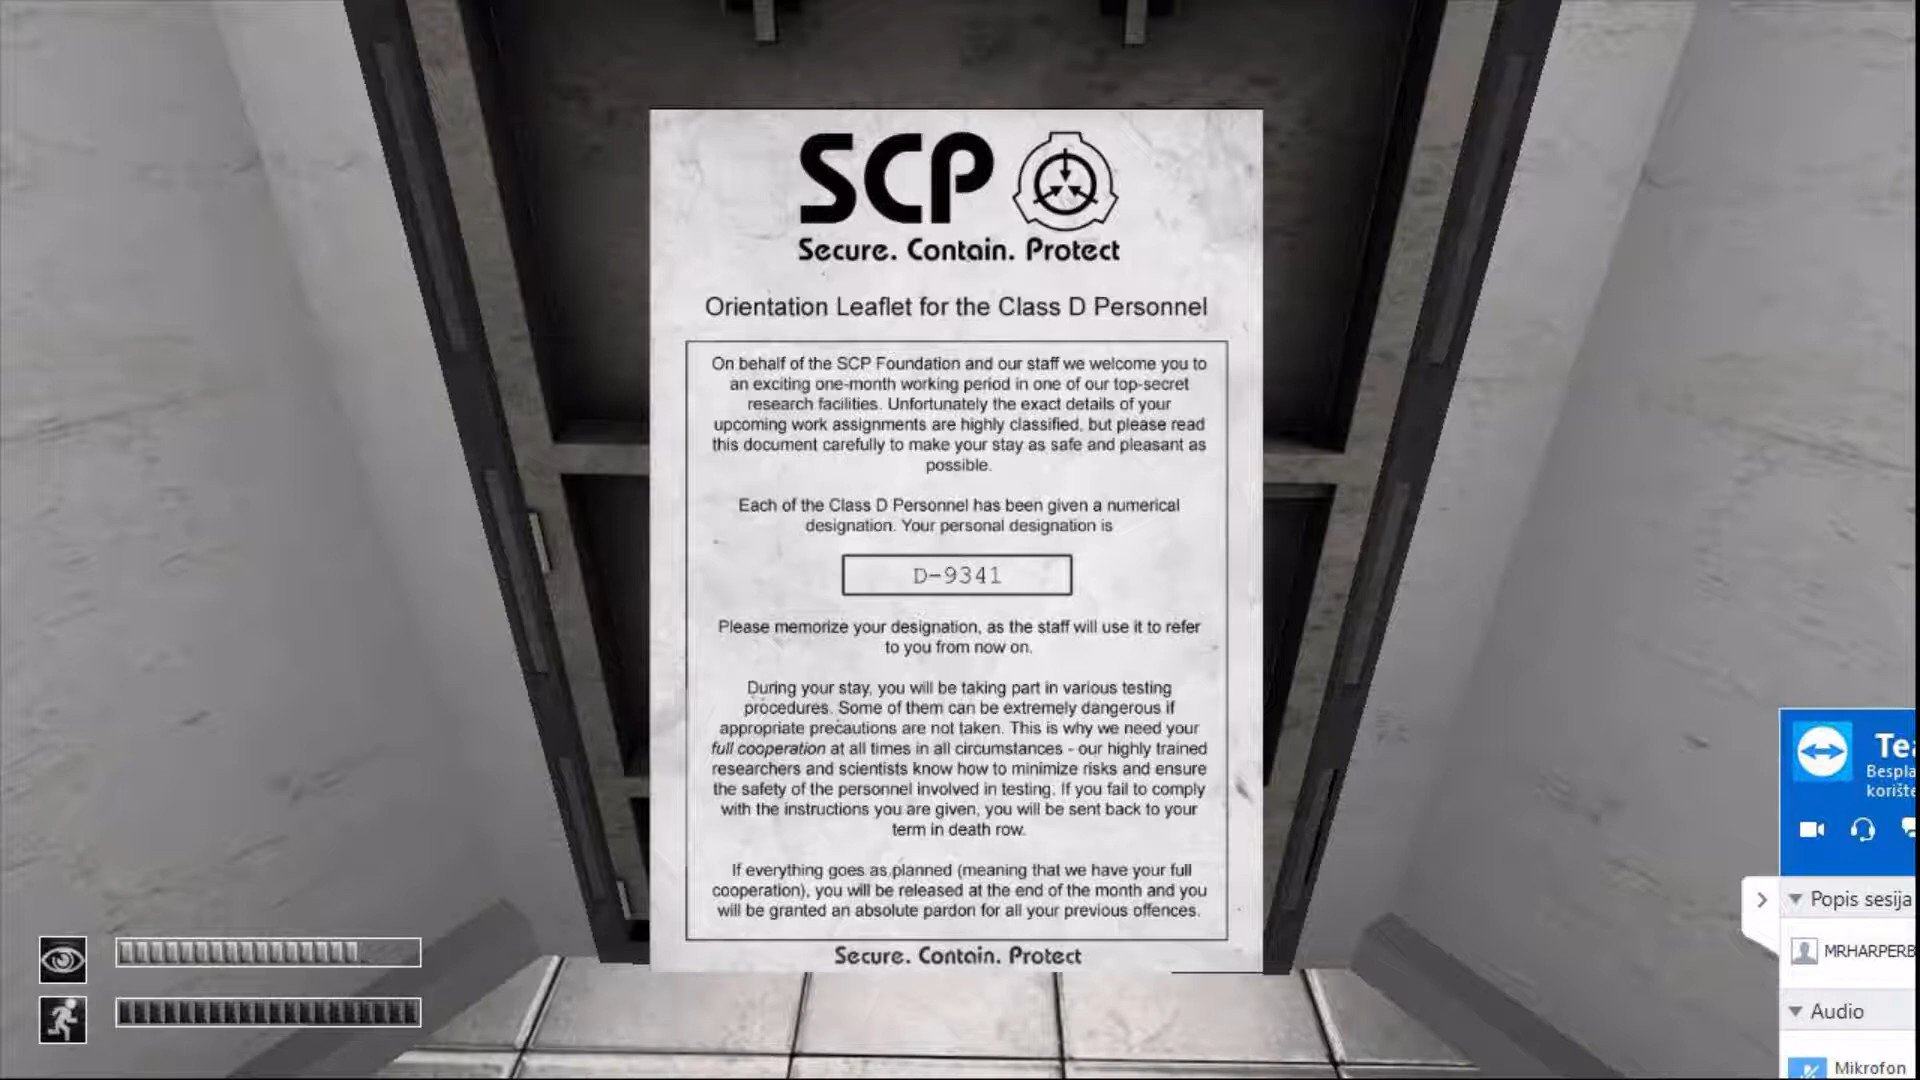 SCP
Secure. Contain. Protect
Orientation Leaflet for the Class D Personnel
On behalf of the SCP Foundation and our staff we welcome you to
an exciting one-month working period in one of our top-secret
research facilities. Unfortunately the exact details of your
upcoming work assignments are highly classified, but please read
this document carefully to make your stay as safe and pleasant as
possible.
Each of the Class D Personnel has been given a numerical
designation. Your personal designation is
D-9341
Please memorize your designation, as the staff will use it to refer
to you from now on.
During your stay, you will be taking part in various testing
procedures. Some of them can be extremely dangerous if
appropriate precautions are not taken. This is why we need your
full cooperation at all times in all circumstances - our highly trained
researchers and scientists know how to minimize risks and ensure
the safety of the personnel involved in testing. If you fail to comply
with the instructions you are given, you will be sent back to your
term in death row.
If everything goes as planned (meaning that we have your full
cooperation), you will be released at the end of the month and you
will be granted an absolute pardon for all your previous offences.
Secure. Contain. Protect
Tea
Bespla
korište
Popis sesija
MRHARPERB
Audio
Mikrofon